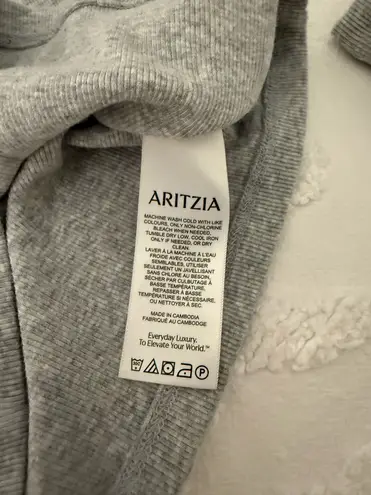 ARITZIA
MACHINE WASH COLD WITH LIKE
COLOURS, ONLY NON-CHLORINE
BLEACH WHEN NEEDED,
TUMBLE DRY LOW, COOL IRON
ONLY IF NEEDED, OR DRY
CLEAN.
LAVER À LA MACHINE À L'EAU
FROIDE AVEC COULEURS
SEMBLABLES, UTILISER
SEULEMENT UN JAVELLISANT
SANS CHLORE AU BESOIN
SÉCHER PAR CULBUTAGE À
BASSE TEMPÉRATURE,
REPASSER À BASSE
TEMPÉRATURE SI NÉCESSAIRE,
OU NETTOYER À SEC.
MADE IN CAMBODIA
FABRIQUÉ AU CAMBODGE
Everyday Luxury.
To Elevate Your World.™
P